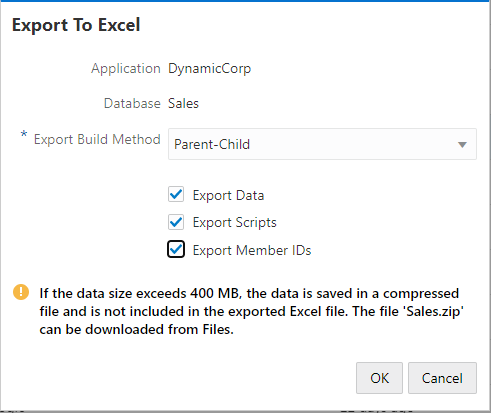 Export To Excel
Application DynamicCorp
Database Sales
* Export Build Method Parent-Child
Export Data
Export Scripts
Export Member IDs
If the data size exceeds 400 MB, the data is saved in a compressed
file and is not included in the exported Excel file. The file 'Sales.zip'
can be downloaded from Files.
OK Cancel